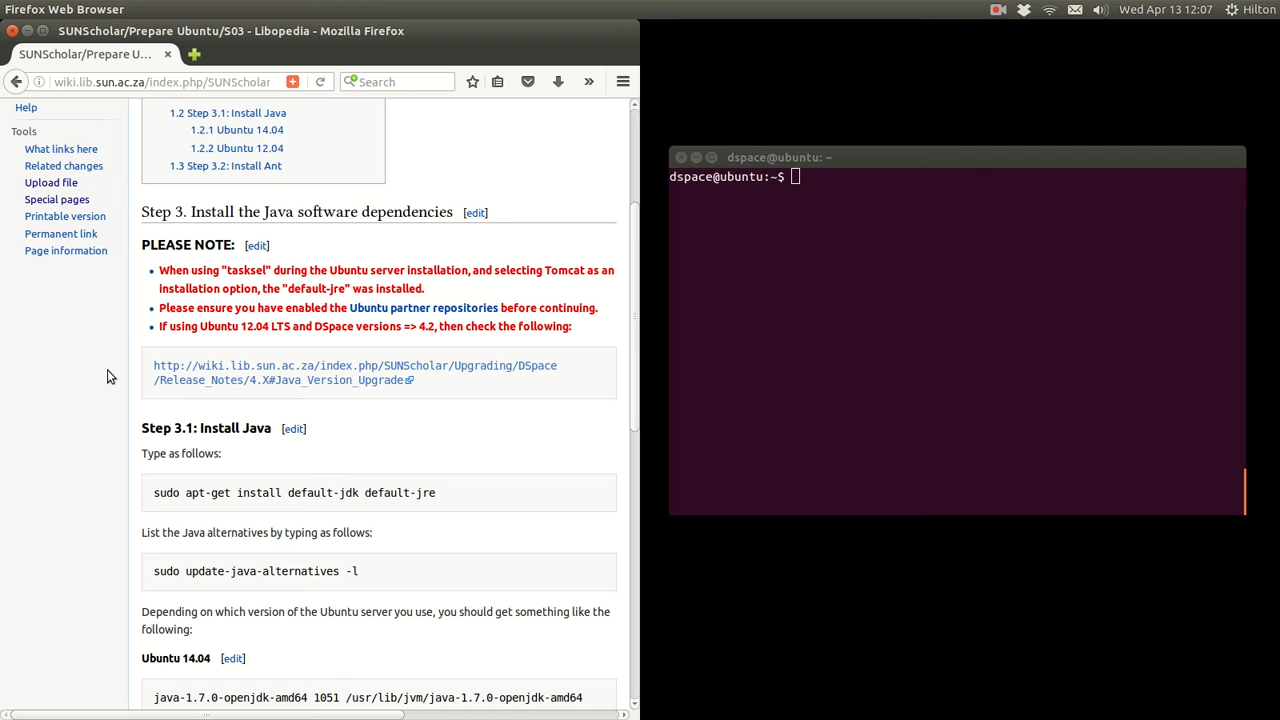 Firefox Web Browser
Wed Apr 13 12:07
Hilton
SUNScholar/Prepare Ubuntu/S03 - Libopedia - Mozilla Firefox
SUNScholar/Prepare U...
wiki.lib.sun.ac.za/index.php/SUNScholar
Search
Help
Tools
What links here
Related changes
Upload file
Special pages
Printable version
Permanent link
Page information
1.2 Step 3.1: Install Java
1.2.1 Ubuntu 14.04
1.2.2 Ubuntu 12.04
1.3 Step 3.2: Install Ant
Step 3. Install the Java software dependencies [edit]
PLEASE NOTE: [edit]
When using "tasksel" during the Ubuntu server installation, and selecting Tomcat as an
installation option, the "default-jre" was installed.
Please ensure you have enabled the Ubuntu partner repositories before continuing.
If using Ubuntu 12.04 LTS and DSpace versions => 4.2, then check the following:
http://wiki.lib.sun.ac.za/index.php/SUNScholar/Upgrading/DSpace
/Release_Notes/4.X#Java_Version_Upgrade
Step 3.1: Install Java [edit]
Type as follows:
sudo apt-get install default-jdk default-jre
List the Java alternatives by typing as follows:
sudo update-java-alternatives -l
Depending on which version of the Ubuntu server you use, you should get something like the
following:
Ubuntu 14.04 [edit]
java-1.7.0-openjdk-amd64 1051 /usr/lib/jvm/java-1.7.0-openjdk-amd64
dspace@ubuntu: ~
dspace@ubuntu:~$